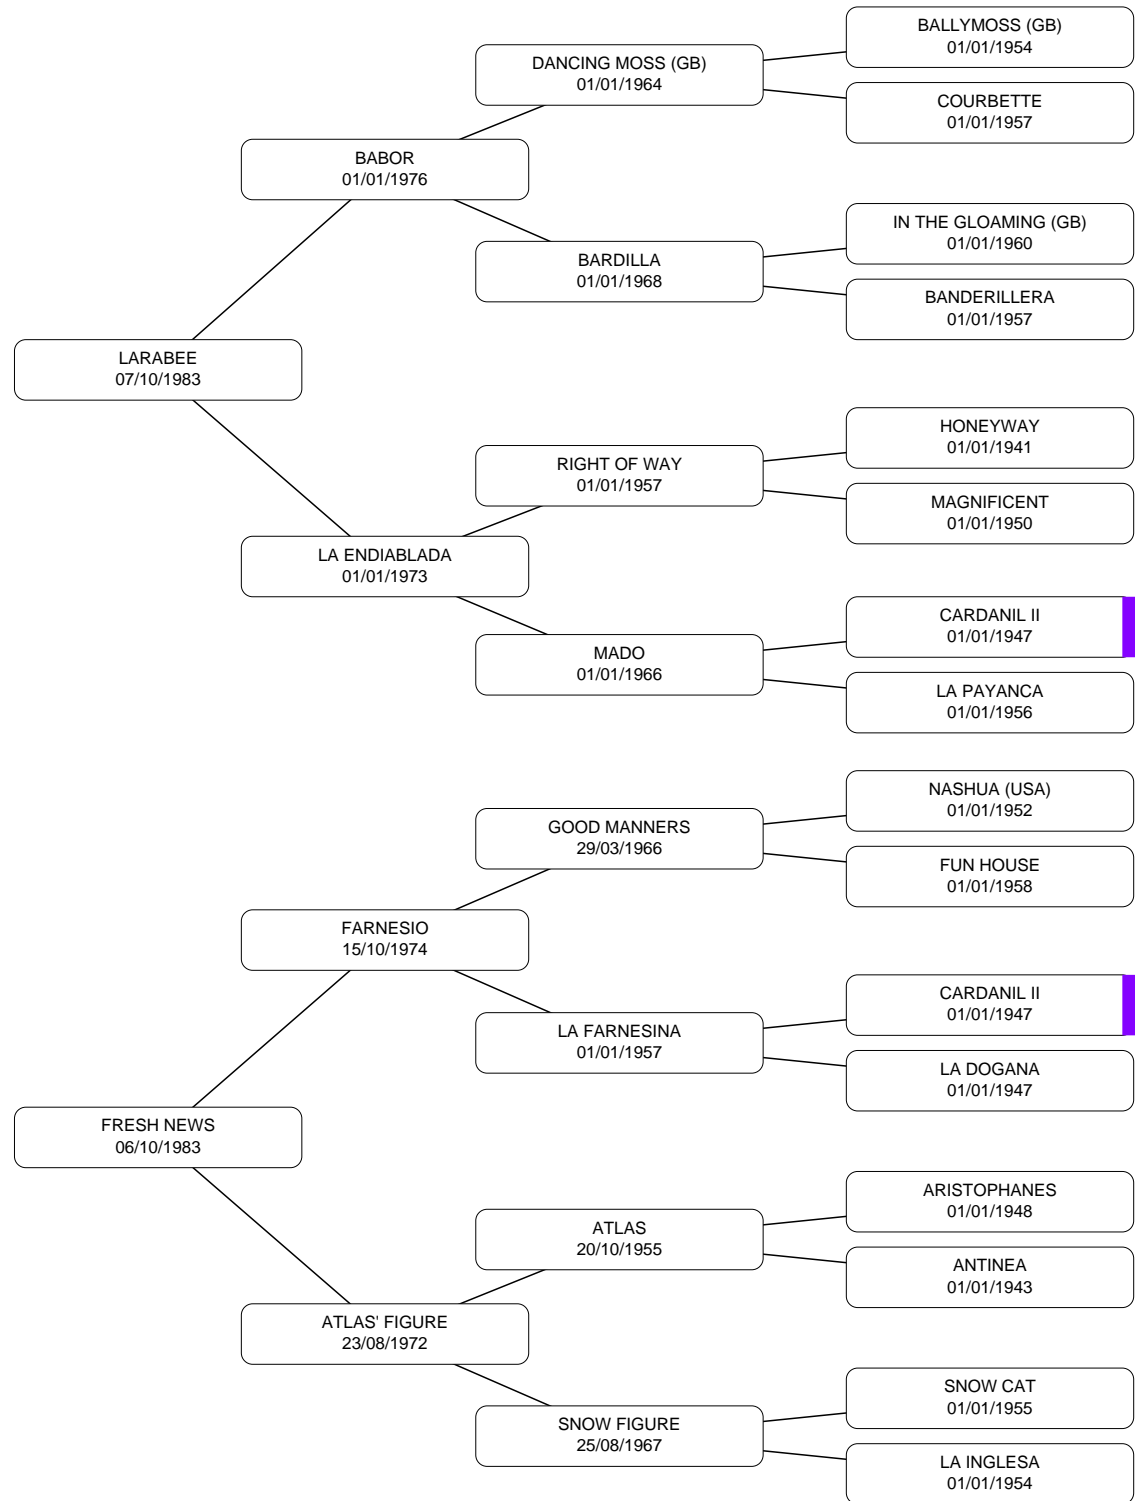 BALLYMOSS (GB)
01/01/1954
DANCING MOSS (GB)
01/01/1964
COURBETTE
01/01/1957
BABOR
01/01/1976
IN THE GLOAMING (GB)
01/01/1960
BARDILLA
01/01/1968
BANDERILLERA
01/01/1957
LARABEE
07/10/1983
HONEYWAY
01/01/1941
RIGHT OF WAY
01/01/1957
MAGNIFICENT
01/01/1950
LA ENDIABLADA
01/01/1973
CARDANIL II
01/01/1947
MADO
01/01/1966
LA PAYANCA
01/01/1956
NASHUA (USA)
01/01/1952
GOOD MANNERS
29/03/1966
FUN HOUSE
01/01/1958
FARNESIO
15/10/1974
CARDANIL II
01/01/1947
LA FARNESINA
01/01/1957
LA DOGANA
01/01/1947
FRESH NEWS
06/10/1983
ARISTOPHANES
01/01/1948
ATLAS
20/10/1955
ANTINEA
01/01/1943
ATLAS' FIGURE
23/08/1972
SNOW CAT
01/01/1955
SNOW FIGURE
25/08/1967
LA INGLESA
01/01/1954